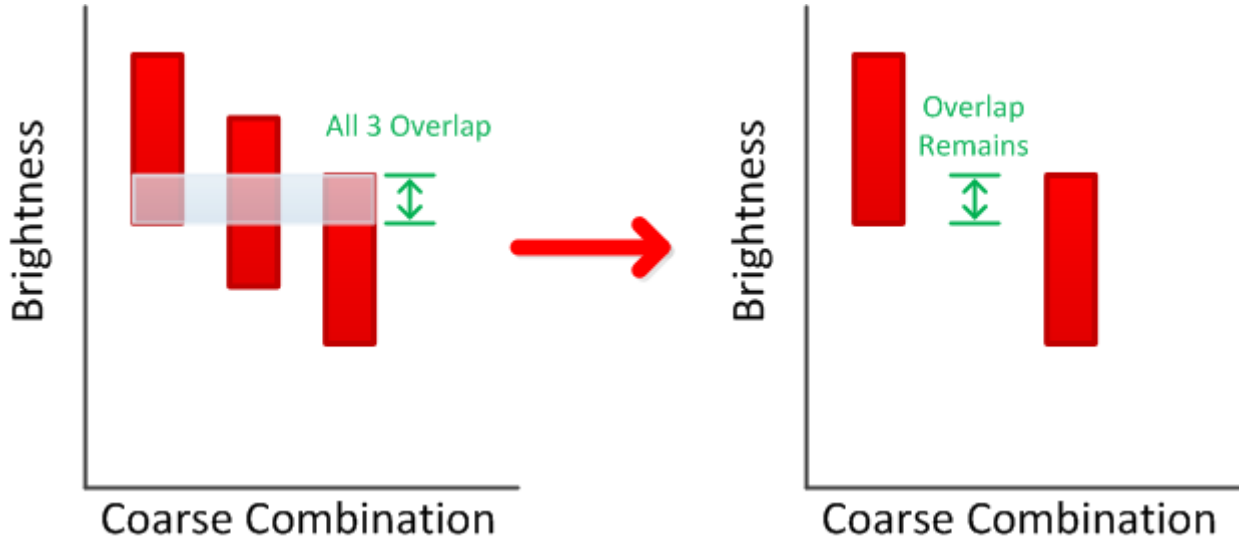 Brightness
All 3 Overlap
Coarse Combination
Brightness
Overlap
Remains
Coarse Combination